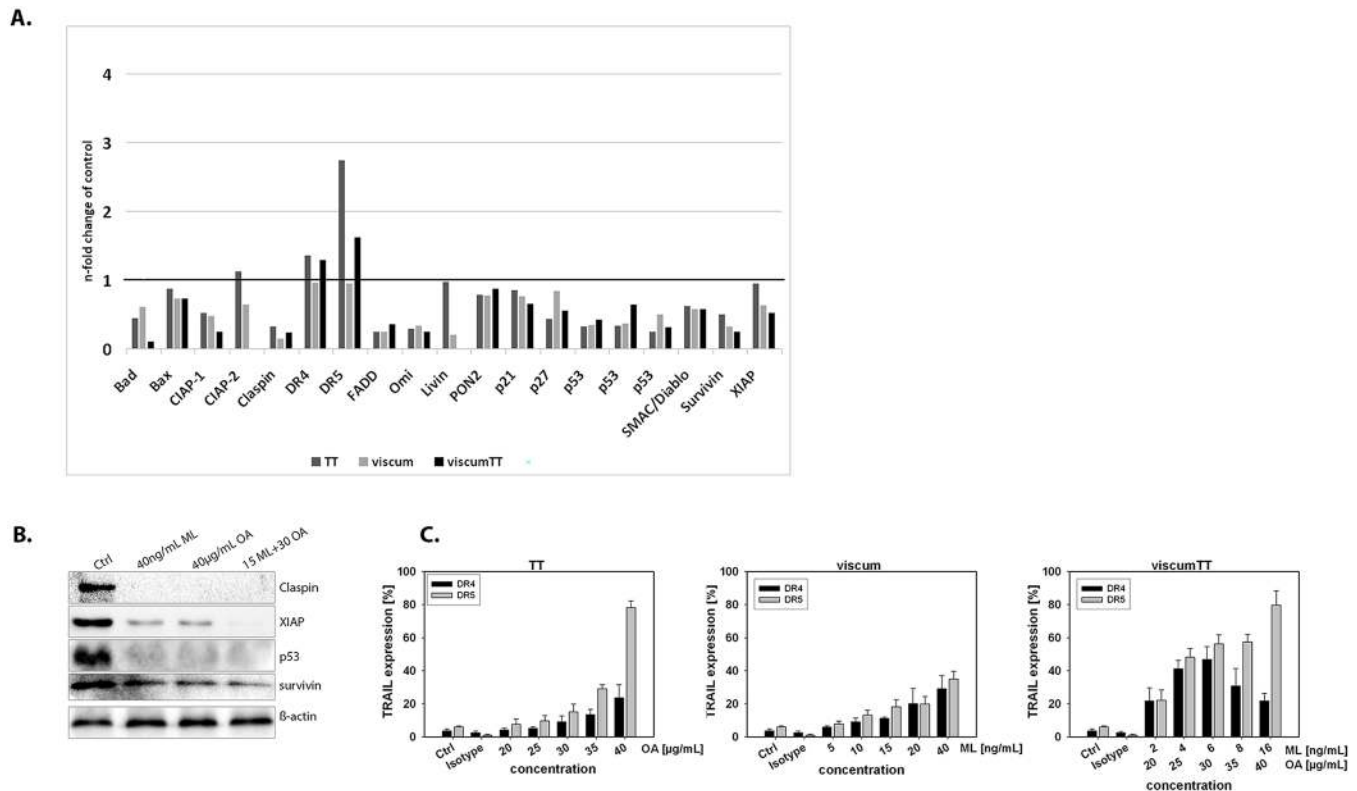 A.
n-fold change of control
4
3
2
1
0
Bad Bax CIAP-1 CIAP-2 Claspin DR4 DR5 FADD Omi Livin PON2 p21 p27 p53 p53 p53 SMAC/Diablo Survivin XIAP
TT viscum viscumTT
B.
Ctrl 40ng/mL ML 40µg/mL OA 15 ML+30 OA
Claspin
XIAP
p53
survivin
ß-actin
C.
TT
TRAIL expression [%]
100
80
60
40
20
0
DR4
DR5
Ctrl Isotype 20 25 30 35 40 OA [µg/mL]
concentration
viscum
TRAIL expression [%]
100
80
60
40
20
0
DR4
DR5
Ctrl Isotype 5 10 15 20 40 ML [ng/mL]
concentration
viscumTT
TRAIL expression [%]
100
80
60
40
20
0
DR4
DR5
Ctrl Isotype 2 4 6 8 16 ML [ng/mL]
20 25 30 35 40 OA [µg/mL]
concentration